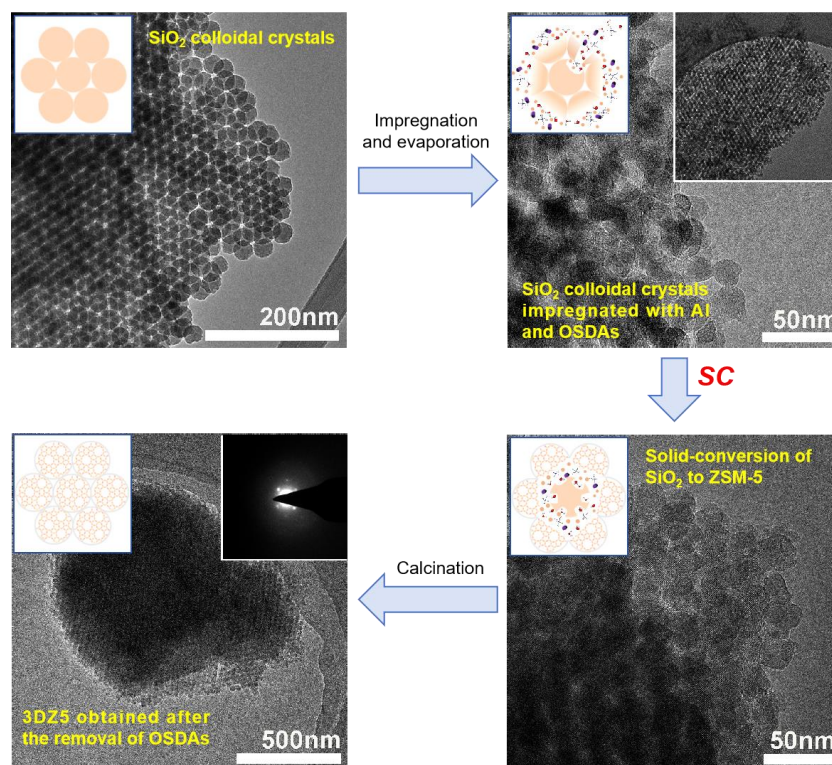 SiO₂ colloidal crystals
200nm
Impregnation
and evaporation
SiO₂ colloidal crystals
impregnated with Al
and OSDAs
50nm
SC
Solid-conversion of
SiO₂ to ZSM-5
50nm
Calcination
3DZ5 obtained after
the removal of OSDAs
500nm